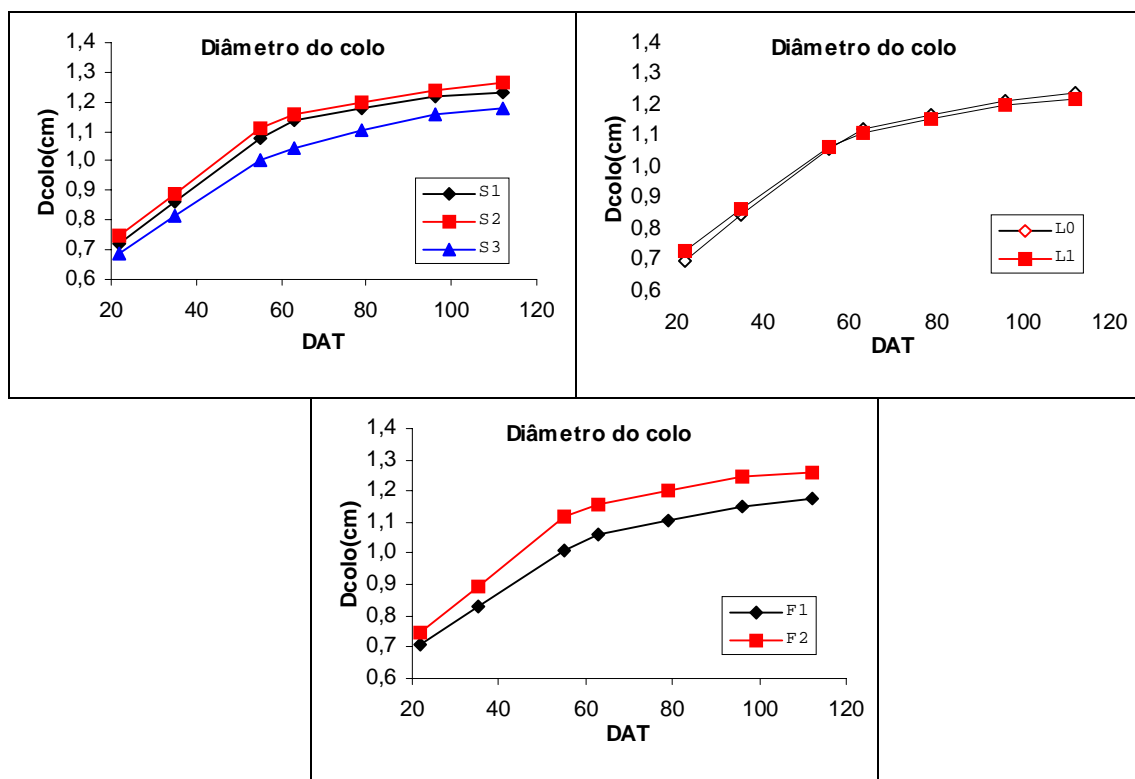 Diâmetro do colo
1,4
1,3
1,2
1,1
1,0
0,9
0,8
0,7
0,6
Dcolo(cm)
S1
S2
S3
20 40 60 80 100 120
DAT
Diâmetro do colo
1,4
1,3
1,2
1,1
1,0
0,9
0,8
0,7
0,6
Dcolo(cm)
L0
L1
20 40 60 80 100 120
DAT
Diâmetro do colo
1,4
1,3
1,2
1,1
1,0
0,9
0,8
0,7
0,6
Dcolo(cm)
F1
F2
20 40 60 80 100 120
DAT